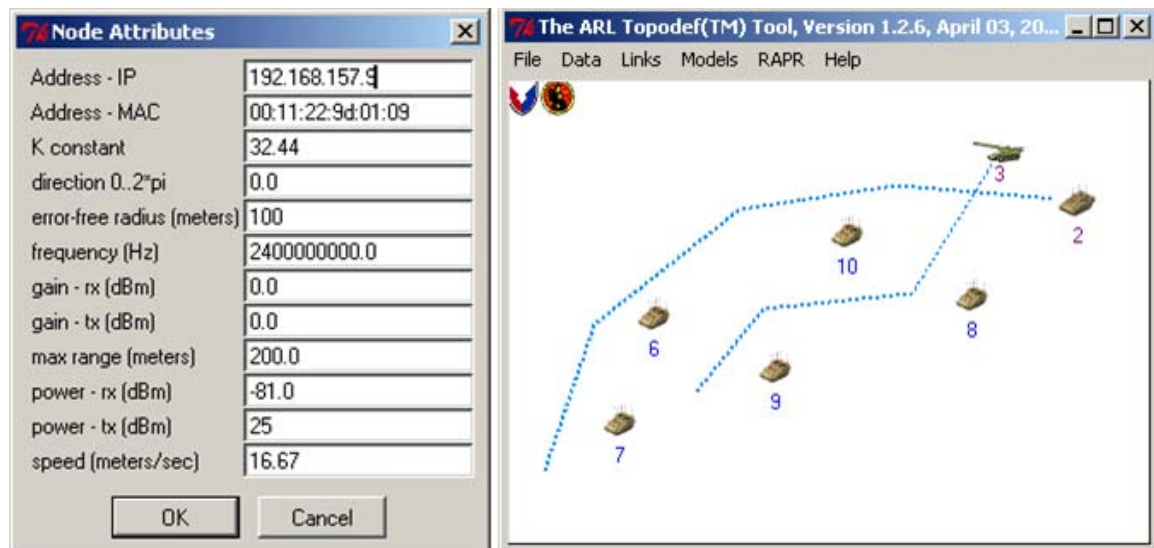 Node Attributes
Address - IP 192.168.157.9
Address - MAC 00:11:22:9d:01:09
K constant 32.44
direction 0..2*pi 0.0
error-free radius (meters) 100
frequency (Hz) 2400000000.0
gain - rx (dBm) 0.0
gain - tx (dBm) 0.0
max range (meters) 200.0
power - rx (dBm) -81.0
power - tx (dBm) 25
speed (meters/sec) 16.67
OK Cancel
The ARL Topodef(TM) Tool, Version 1.2.6, April 03, 20...
File Data Links Models RAPR Help
3
2
10
8
6
9
7